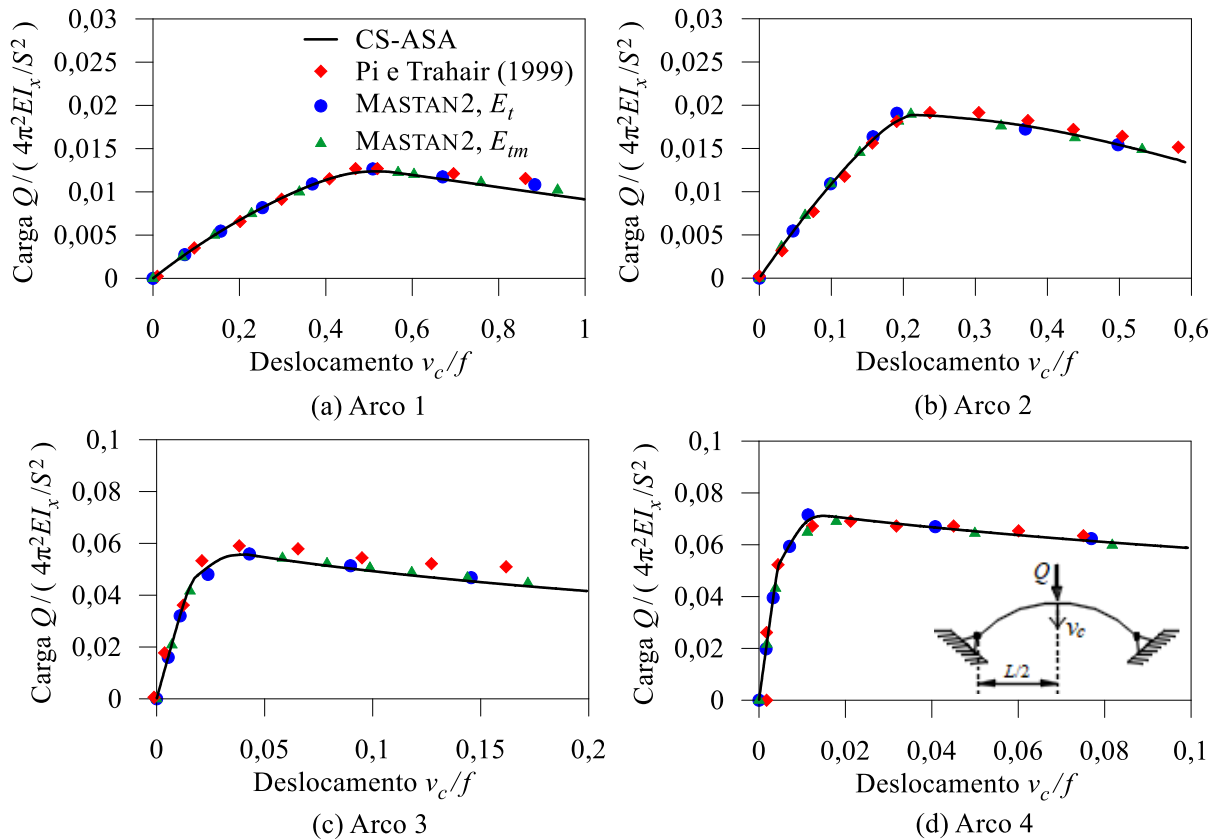 0,03
0,025
0,02
0,015
0,01
0,005
0
Carga Q/( 4π²EIₓ/S² )
CS-ASA
Pi e Trahair (1999)
MASTAN2, Eₜ
MASTAN2, Eₜₘ
0 0,2 0,4 0,6 0,8 1
Deslocamento v_c/f
(a) Arco 1
0,03
0,025
0,02
0,015
0,01
0,005
0
Carga Q/( 4π²EIₓ/S² )
0 0,1 0,2 0,3 0,4 0,5 0,6
Deslocamento v_c/f
(b) Arco 2
0,1
0,08
0,06
0,04
0,02
0
Carga Q/( 4π²EIₓ/S² )
0 0,05 0,1 0,15 0,2
Deslocamento v_c/f
(c) Arco 3
0,1
0,08
0,06
0,04
0,02
0
Carga Q/( 4π²EIₓ/S² )
Q
v_c
L/2
0 0,02 0,04 0,06 0,08 0,1
Deslocamento v_c/f
(d) Arco 4